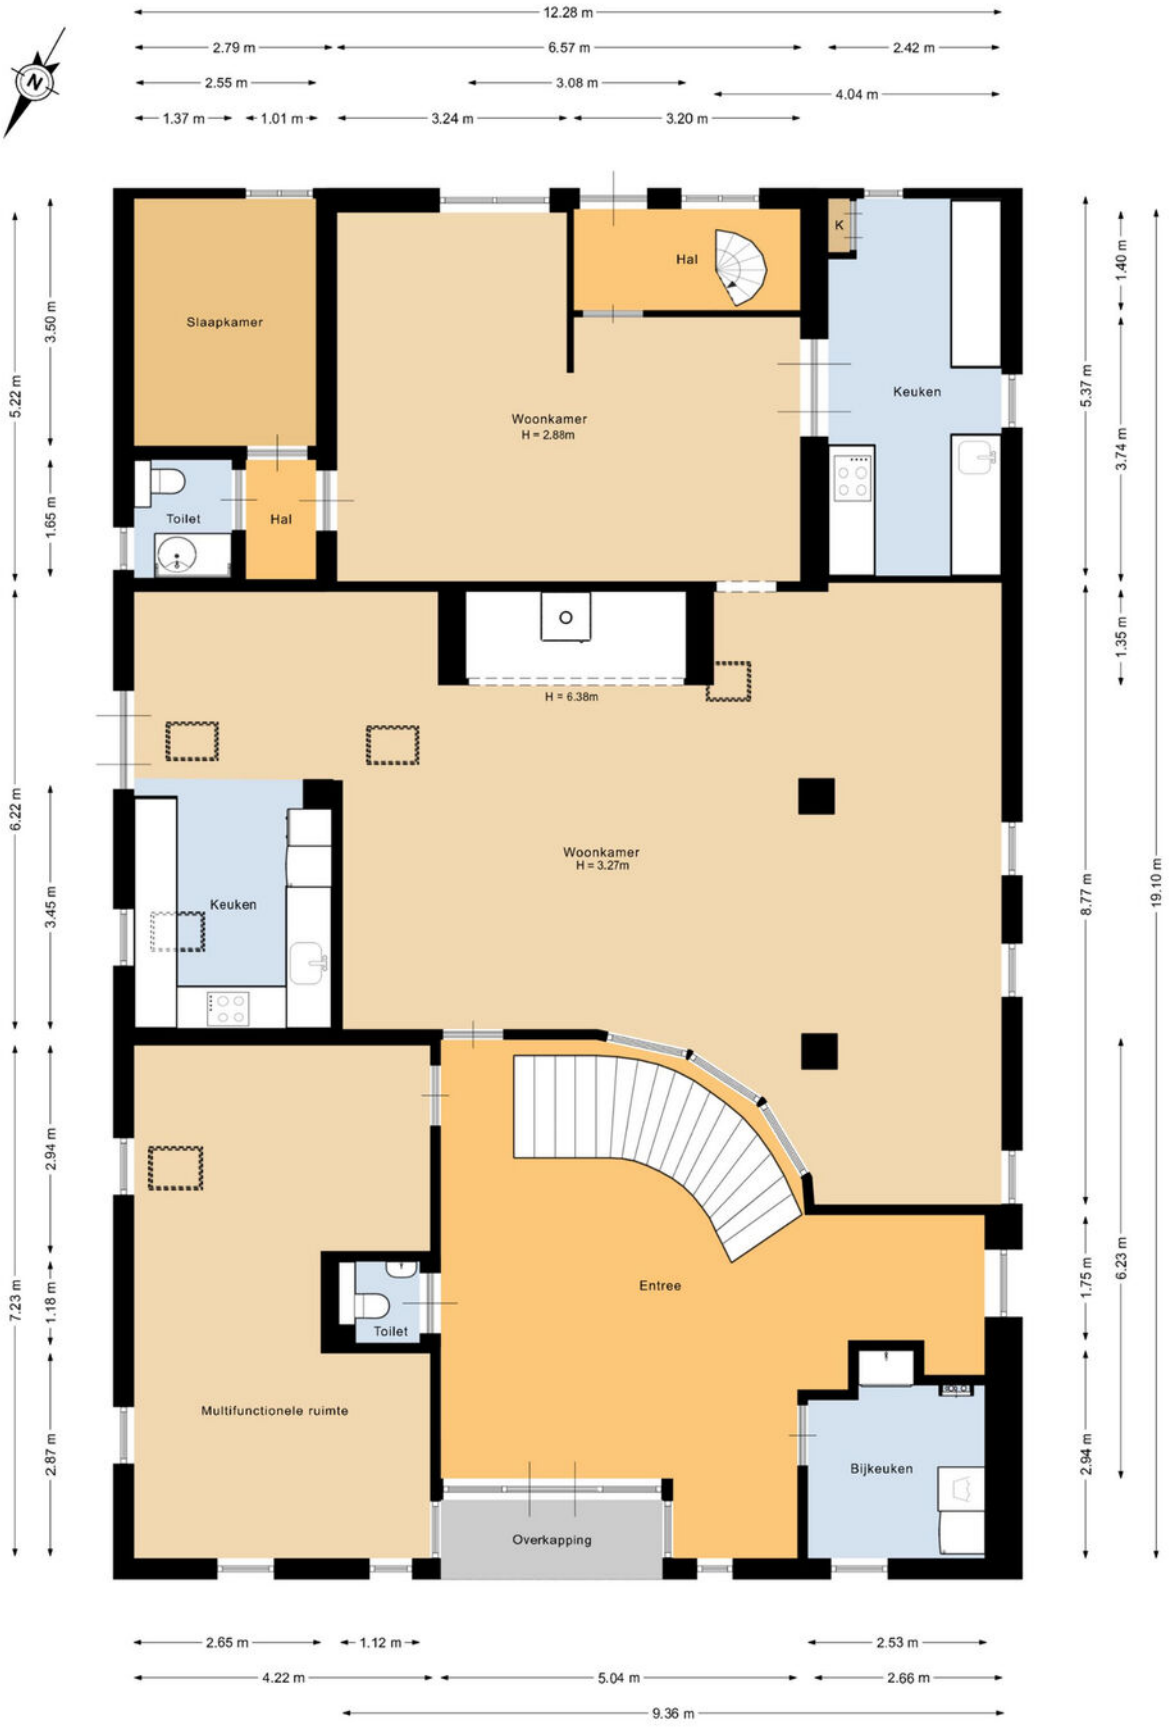 12.28 m
2.79 m
6.57 m
2.42 m
2.55 m
3.08 m
4.04 m
1.37 m
1.01 m
3.24 m
3.20 m
N
K
Hal
Slaapkamer
Keuken
Woonkamer
H = 2.88m
Toilet
Hal
H = 6.38m
Woonkamer
H = 3.27m
Keuken
Entree
Toilet
Multifunctionele ruimte
Bijkeuken
Overkapping
5.22 m
3.50 m
1.65 m
6.22 m
3.45 m
7.23 m
2.94 m
1.18 m
2.87 m
5.37 m
1.40 m
3.74 m
1.35 m
8.77 m
19.10 m
6.23 m
1.75 m
2.94 m
2.65 m
1.12 m
2.53 m
4.22 m
5.04 m
2.66 m
9.36 m